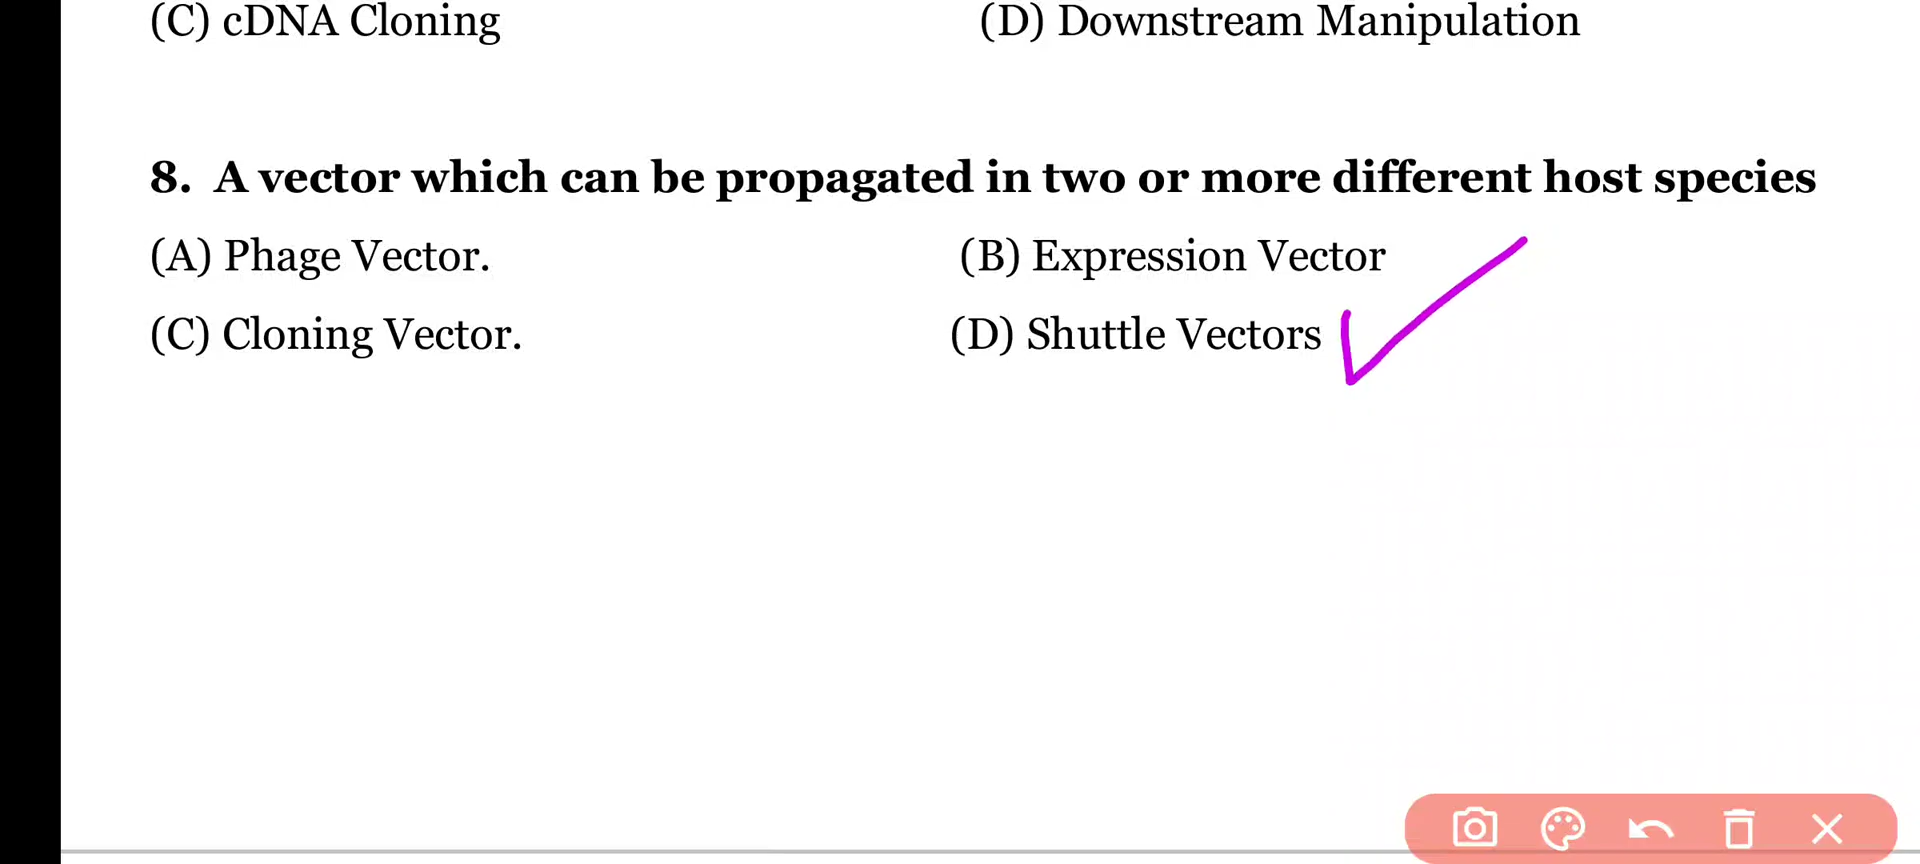 (C) cDNA Cloning (D) Downstream Manipulation
8. A vector which can be propagated in two or more different host species
(A) Phage Vector. (B) Expression Vector
(C) Cloning Vector. (D) Shuttle Vectors